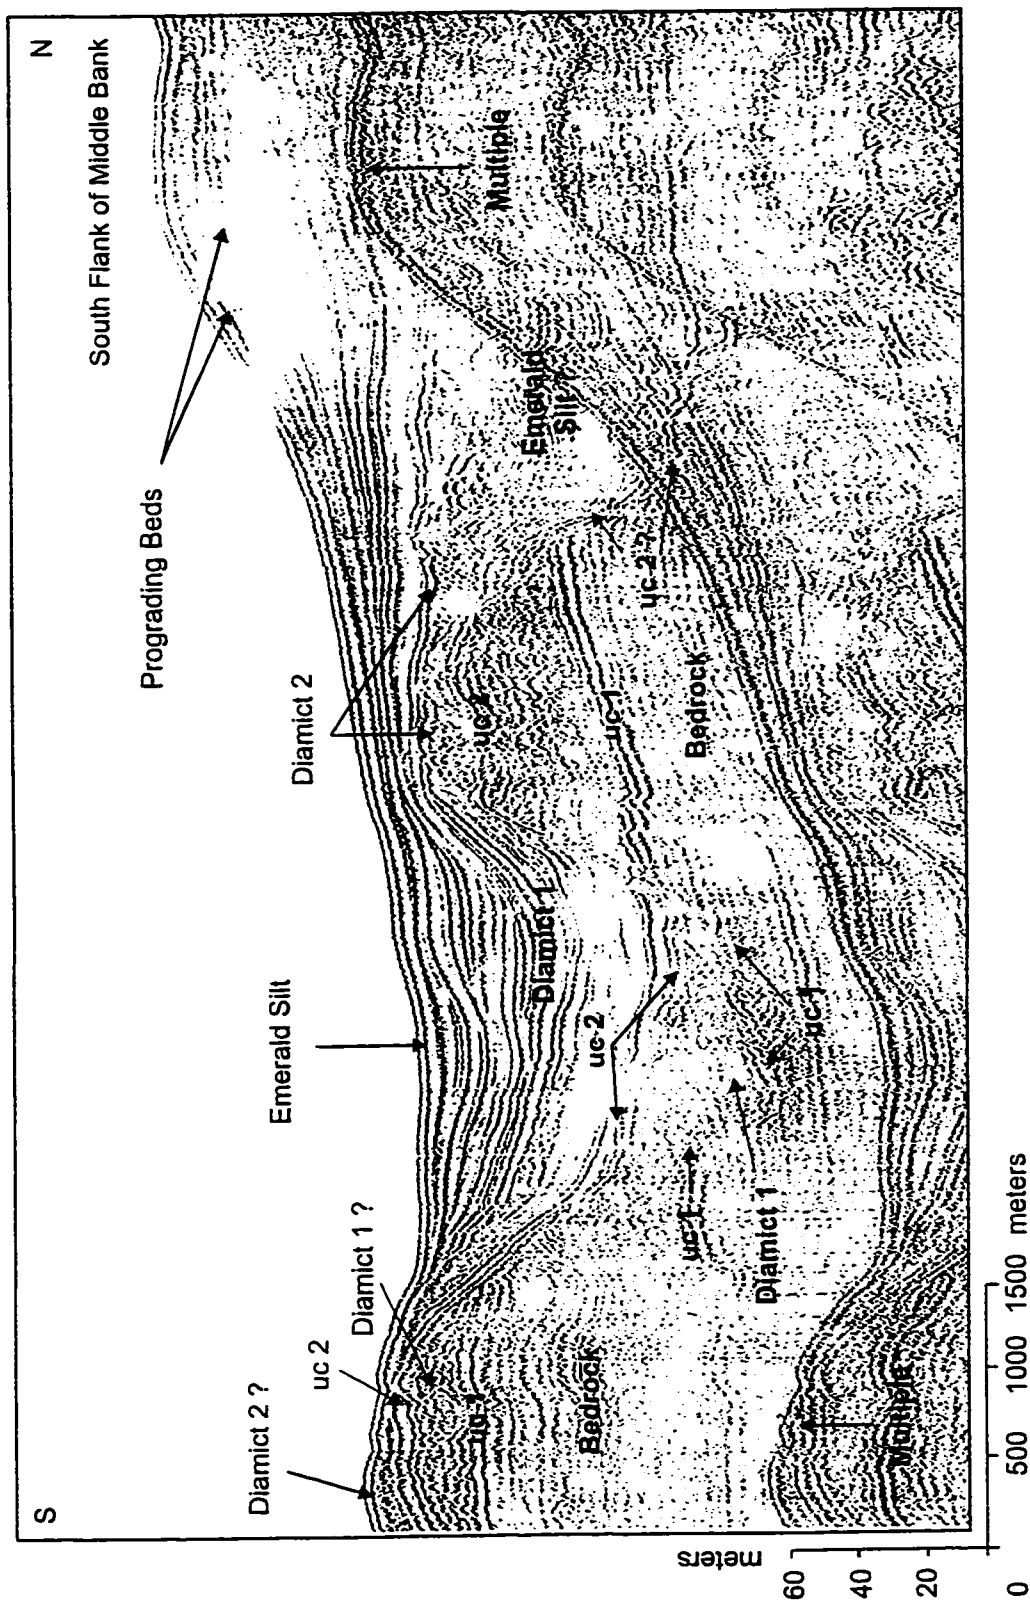 S
N
South Flank of Middle Bank
Prograding Beds
Diamict 2
Emerald Silt
Diamict 1 ?
uc 2
Diamict 2 ?
Multiple
Emerald
Silt ?
uc 2 ?
uc 2
uc 1
Bedrock
Diamict 1
uc 2
uc 1
uc 1
Diamict 1
Bedrock
Multiple
meters
60
40
20
0
500
1000
1500 meters